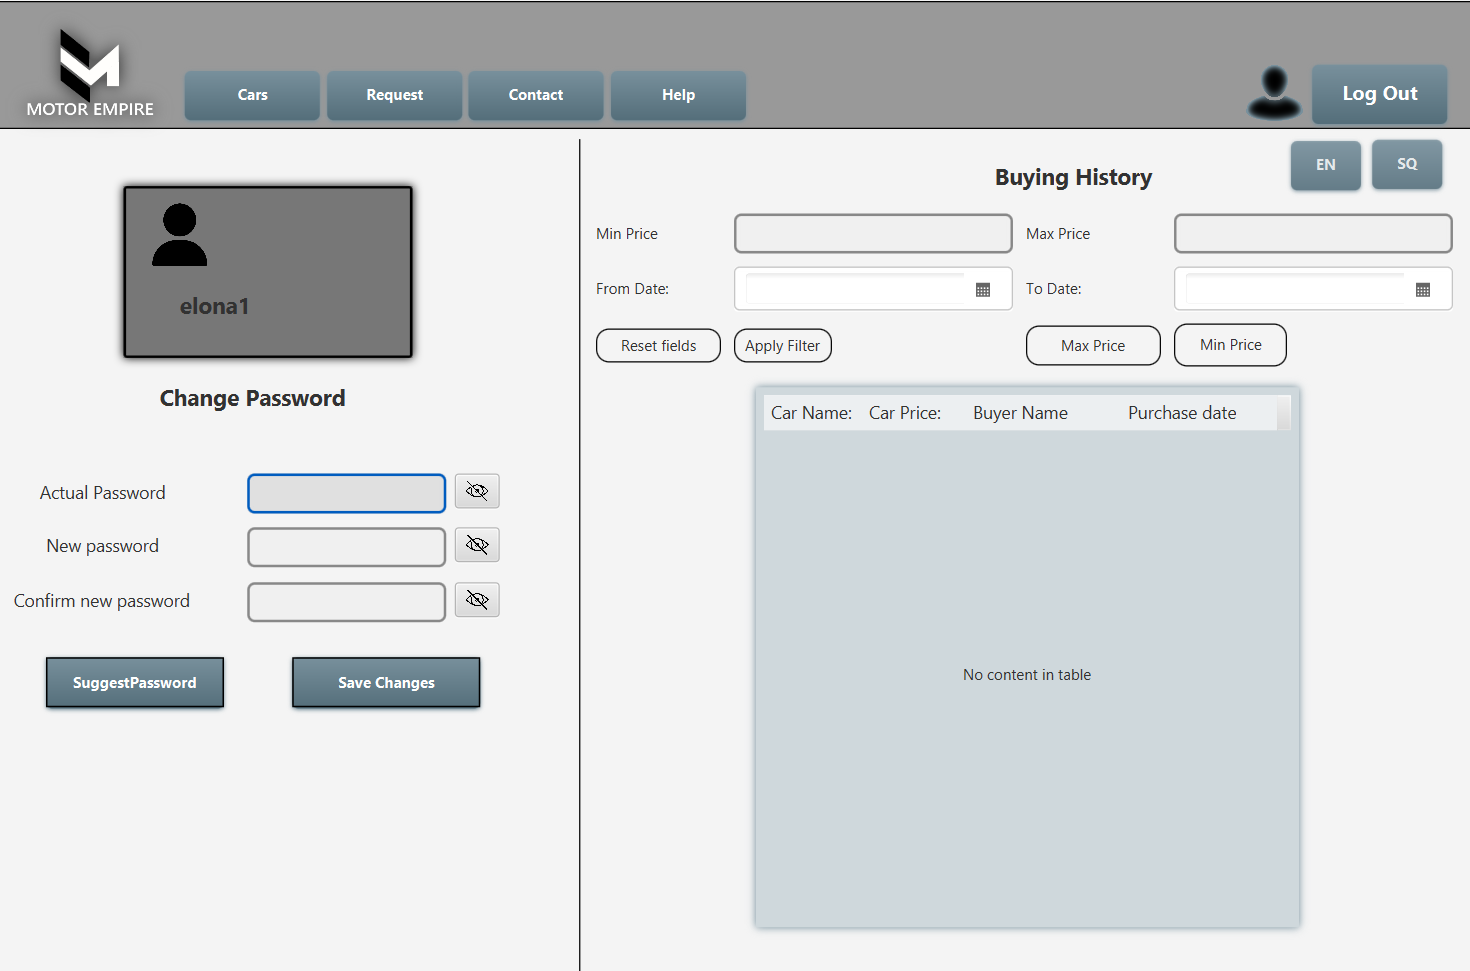 MOTOR EMPIRE
Cars
Request
Contact
Help
Log Out
elona1
Change Password
Actual Password
New password
Confirm new password
SuggestPassword
Save Changes
Buying History
EN
SQ
Min Price
Max Price
From Date:
To Date:
Reset fields
Apply Filter
Max Price
Min Price
Car Name:
Car Price:
Buyer Name
Purchase date
No content in table